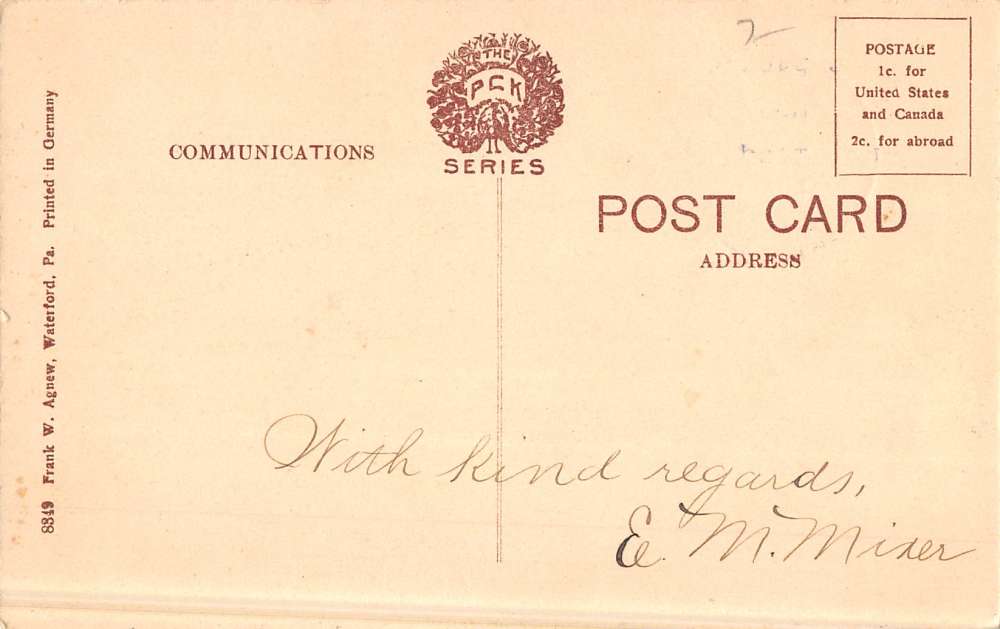 THE
PCK
SERIES
COMMUNICATIONS
POSTAGE
1c. for
United States
and Canada
2c. for abroad
POST CARD
ADDRESS
8349 Frank W. Agnew, Waterford, Pa. Printed in Germany
With kind regards,
E. M. Mixer